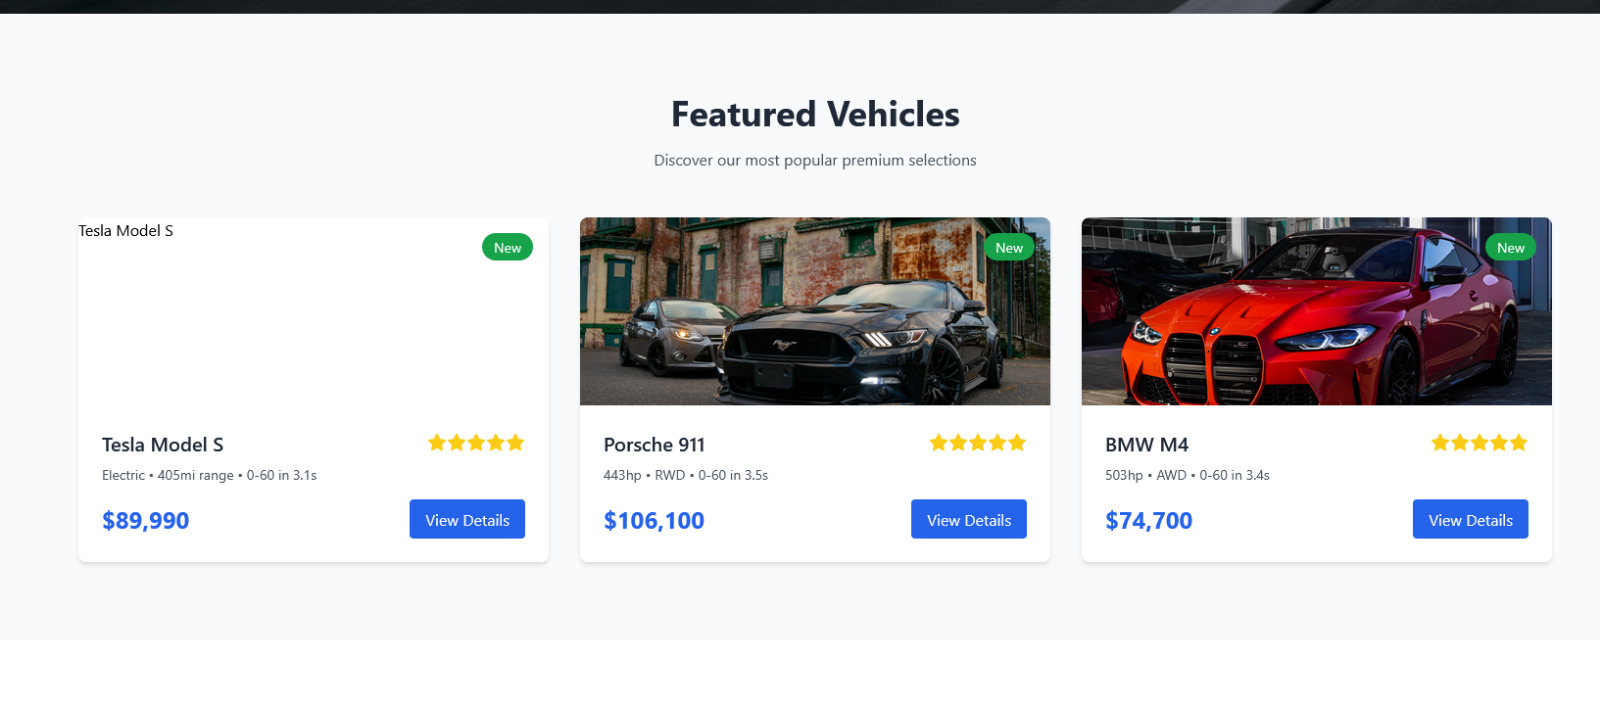 Featured Vehicles
Discover our most popular premium selections
Tesla Model S
New
New
New
Tesla Model S
Electric • 405mi range • 0-60 in 3.1s
$89,990
View Details
Porsche 911
443hp • RWD • 0-60 in 3.5s
$106,100
View Details
BMW M4
503hp • AWD • 0-60 in 3.4s
$74,700
View Details